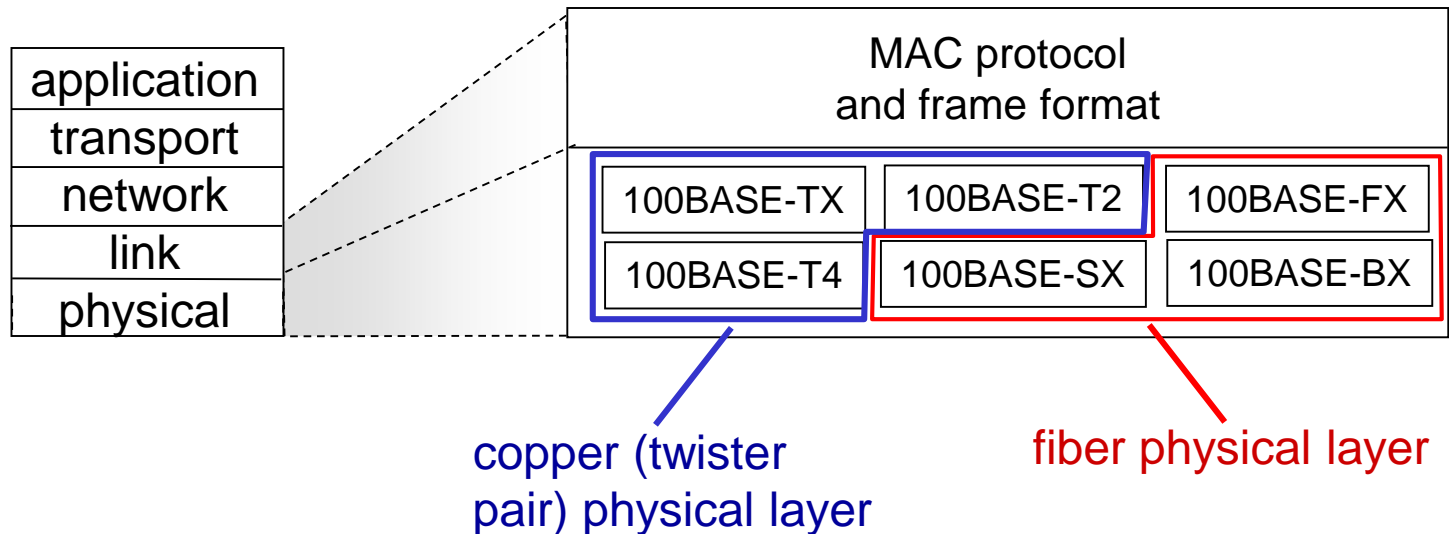 application
transport
network
link
physical
MAC protocol
and frame format
100BASE-TX
100BASE-T2
100BASE-FX
100BASE-T4
100BASE-SX
100BASE-BX
copper (twister
pair) physical layer
fiber physical layer